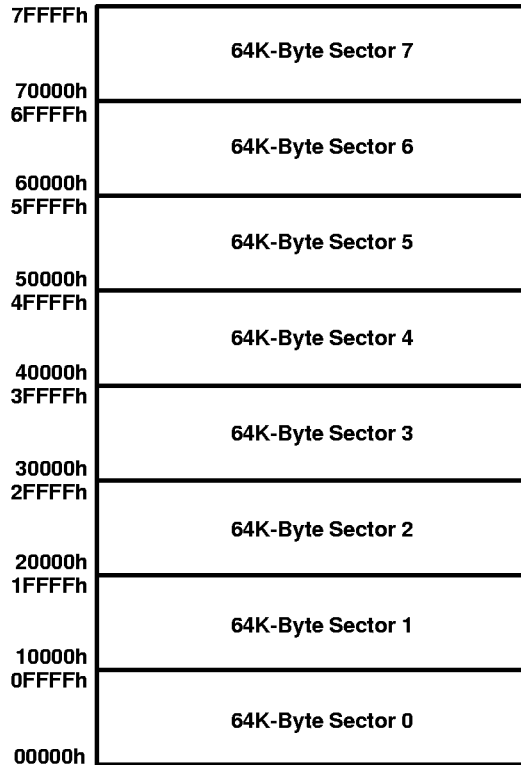 7FFFFh
64K-Byte Sector 7
70000h
6FFFFh
64K-Byte Sector 6
60000h
5FFFFh
64K-Byte Sector 5
50000h
4FFFFh
64K-Byte Sector 4
40000h
3FFFFh
64K-Byte Sector 3
30000h
2FFFFh
64K-Byte Sector 2
20000h
1FFFFh
64K-Byte Sector 1
10000h
0FFFFh
64K-Byte Sector 0
00000h